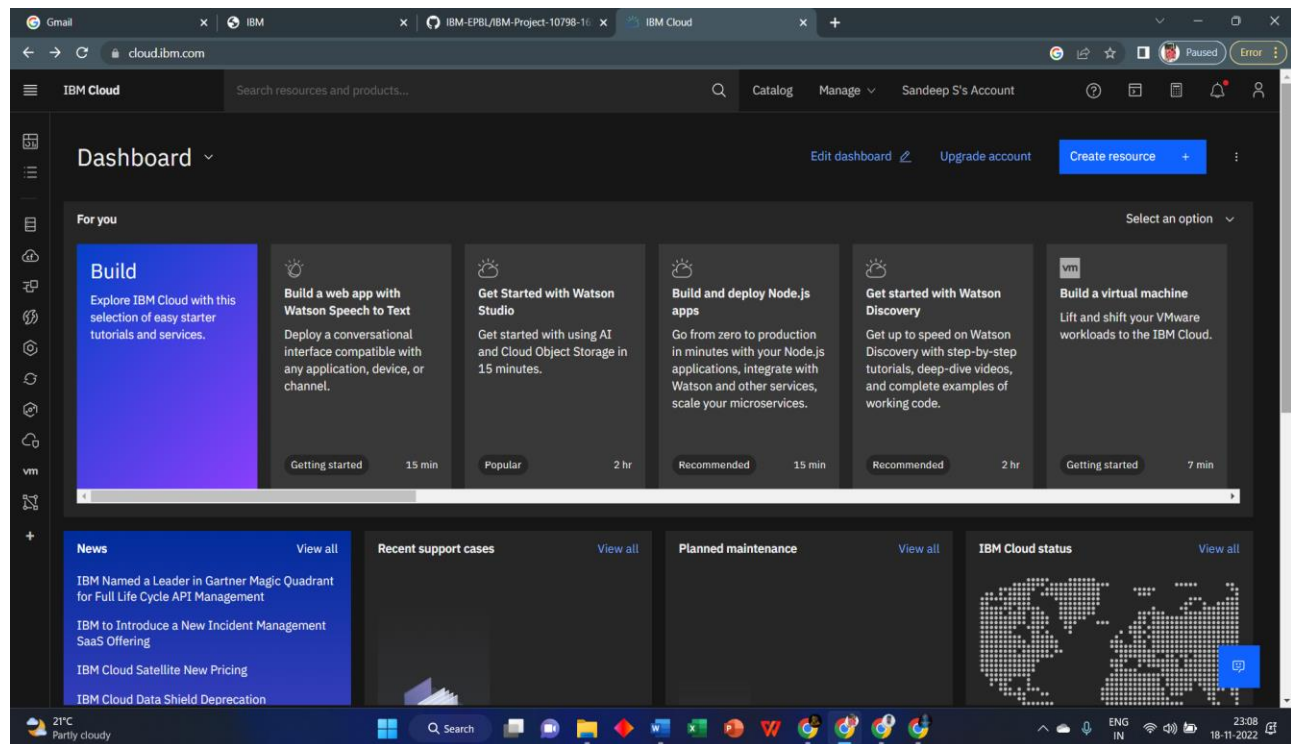 Gmail
IBM
IBM-EPBL/IBM-Project-10798-16
IBM Cloud
cloud.ibm.com
Paused
Error
IBM Cloud
Search resources and products...
Catalog
Manage
Sandeep S's Account
Dashboard
Edit dashboard
Upgrade account
Create resource +
For you
Select an option
Build
Explore IBM Cloud with this
selection of easy starter
tutorials and services.
Build a web app with
Watson Speech to Text
Deploy a conversational
interface compatible with
any application, device, or
channel.
Getting started 15 min
Get Started with Watson
Studio
Get started with using AI
and Cloud Object Storage in
15 minutes.
Popular 2 hr
Build and deploy Node.js
apps
Go from zero to production
in minutes with your Node.js
applications, integrate with
Watson and other services,
scale your microservices.
Recommended 15 min
Get started with Watson
Discovery
Get up to speed on Watson
Discovery with step-by-step
tutorials, deep-dive videos,
and complete examples of
working code.
Recommended 2 hr
vm
Build a virtual machine
Lift and shift your VMware
workloads to the IBM Cloud.
Getting started 7 min
vm
News View all
IBM Named a Leader in Gartner Magic Quadrant
for Full Life Cycle API Management
IBM to Introduce a New Incident Management
SaaS Offering
IBM Cloud Satellite New Pricing
IBM Cloud Data Shield Deprecation
Recent support cases View all
Planned maintenance View all
IBM Cloud status View all
21°C
Partly cloudy
Search
ENG
IN
23:08
18-11-2022